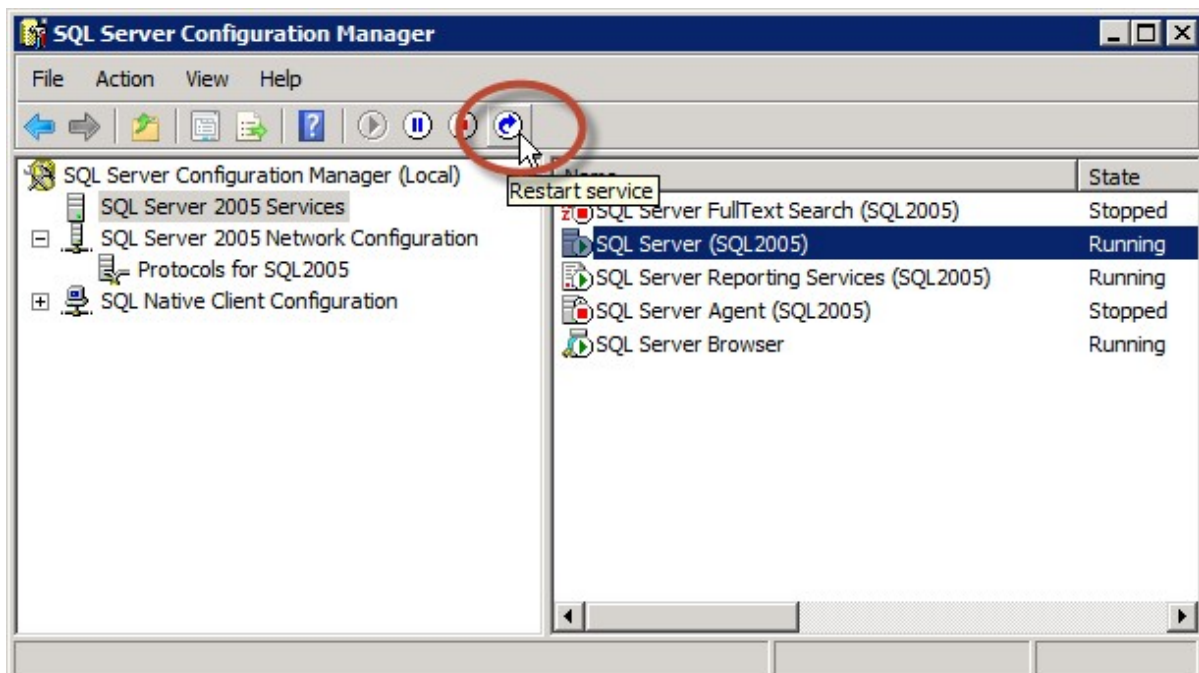 SQL Server Configuration Manager
File Action View Help
SQL Server Configuration Manager (Local)
SQL Server 2005 Services
SQL Server 2005 Network Configuration
Protocols for SQL2005
SQL Native Client Configuration
Restart service
Name State
SQL Server FullText Search (SQL2005) Stopped
SQL Server (SQL2005) Running
SQL Server Reporting Services (SQL2005) Running
SQL Server Agent (SQL2005) Stopped
SQL Server Browser Running